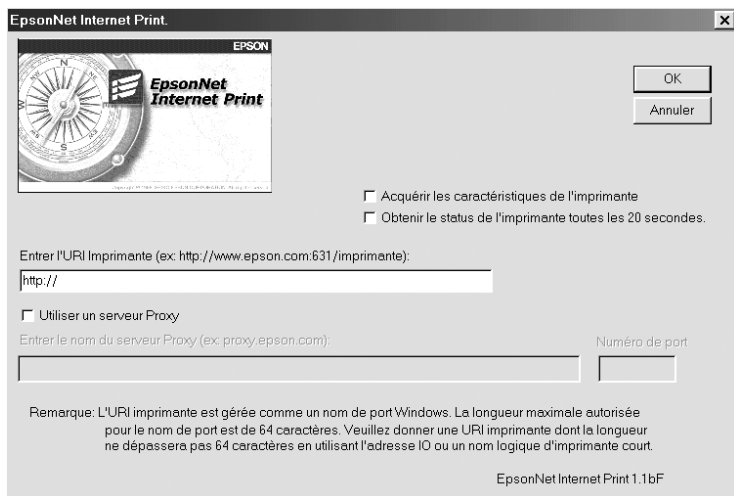 EpsonNet Internet Print.
EPSON
EpsonNet
Internet Print
N
S
W
OK
Annuler
Acquérir les caractéristiques de l'imprimante
Obtenir le status de l'imprimante toutes les 20 secondes.
Entrer l'URI Imprimante (ex: http://www.epson.com:631/imprimante):
http://
Utiliser un serveur Proxy
Entrer le nom du serveur Proxy (ex: proxy.epson.com):
Numéro de port
Remarque: L'URI imprimante est gérée comme un nom de port Windows. La longueur maximale autorisée
pour le nom de port est de 64 caractères. Veuillez donner une URI imprimante dont la longueur
ne dépassera pas 64 caractères en utilisant l'adresse IO ou un nom logique d'imprimante court.
EpsonNet Internet Print 1.1bF